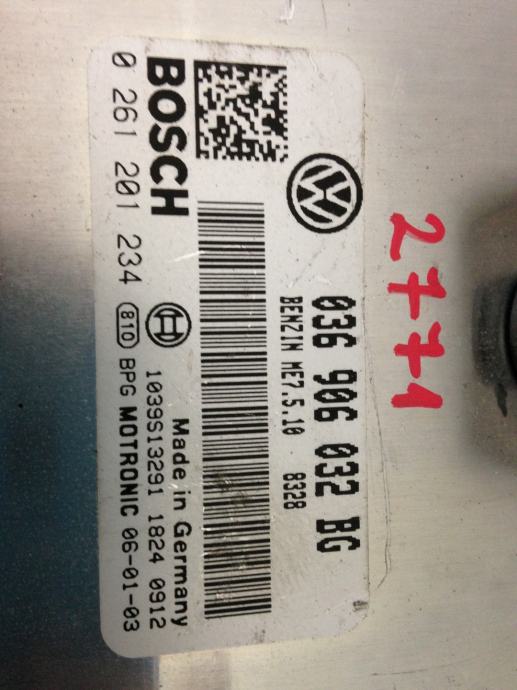 2771
036 906 032 BG
BENZIN ME7.5.10 8328
BOSCH
Made in Germany
1039S13291 1824 0912
0 261 201 234 810 BPG MOTRONIC 06-01-03